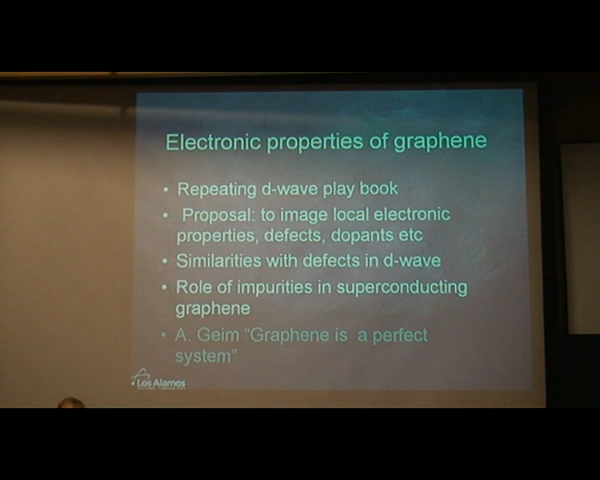 Electronic properties of graphene
• Repeating d-wave play book
• Proposal: to image local electronic
properties, defects, dopants etc
• Similarities with defects in d-wave
• Role of impurities in superconducting
graphene
• A. Geim “Graphene is a perfect
system”
Los Alamos